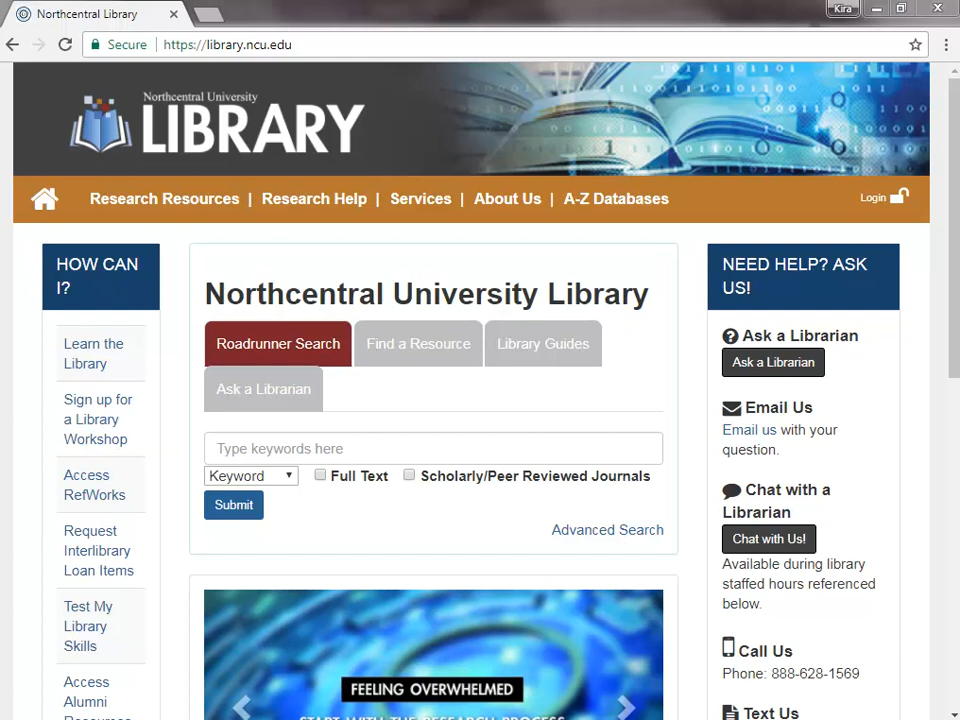 Northcentral Library
Kira
Secure
https://library.ncu.edu
Northcentral University
LIBRARY
Research Resources | Research Help | Services | About Us | A-Z Databases
Login
HOW CAN
I?
Learn the
Library
Sign up for
a Library
Workshop
Access
RefWorks
Request
Interlibrary
Loan Items
Test My
Library
Skills
Access
Alumni
Northcentral University Library
Roadrunner Search
Find a Resource
Library Guides
Ask a Librarian
Type keywords here
Keyword
Full Text
Scholarly/Peer Reviewed Journals
Submit
Advanced Search
FEELING OVERWHELMED
START WITH THE RESEARCH PROCESS
NEED HELP? ASK
US!
Ask a Librarian
Ask a Librarian
Email Us
Email us with your
question.
Chat with a
Librarian
Chat with Us!
Available during library
staffed hours referenced
below.
Call Us
Phone: 888-628-1569
Text Us